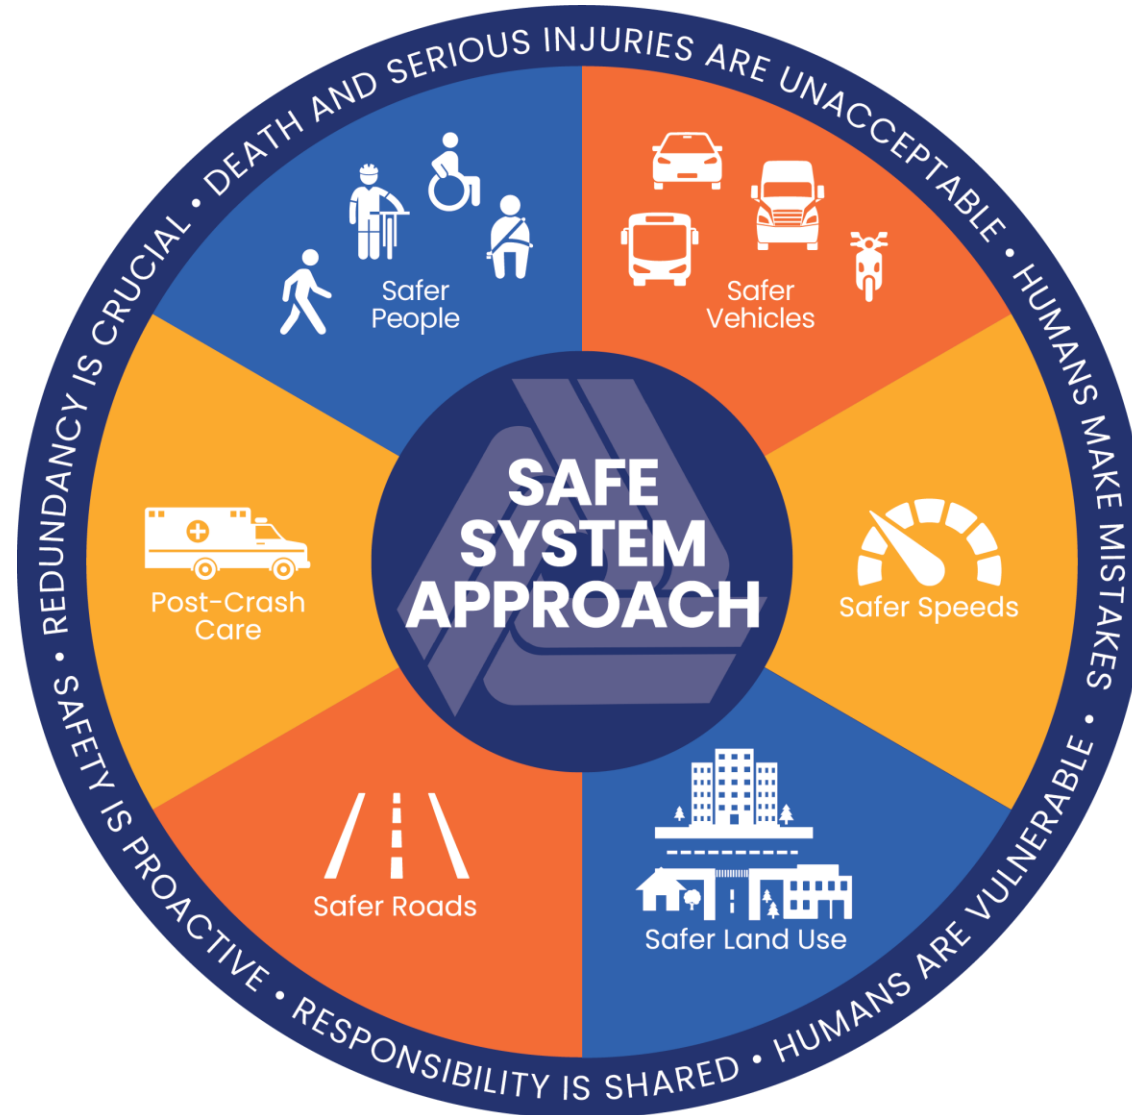 DEATH AND SERIOUS INJURIES ARE UNACCEPTABLE • HUMANS MAKE MISTAKES • HUMANS ARE VULNERABLE • RESPONSIBILITY IS SHARED • SAFETY IS PROACTIVE • REDUNDANCY IS CRUCIAL •
Safer
People
Safer
Vehicles
SAFE
SYSTEM
APPROACH
Post-Crash
Care
Safer Speeds
Safer Roads
Safer Land Use